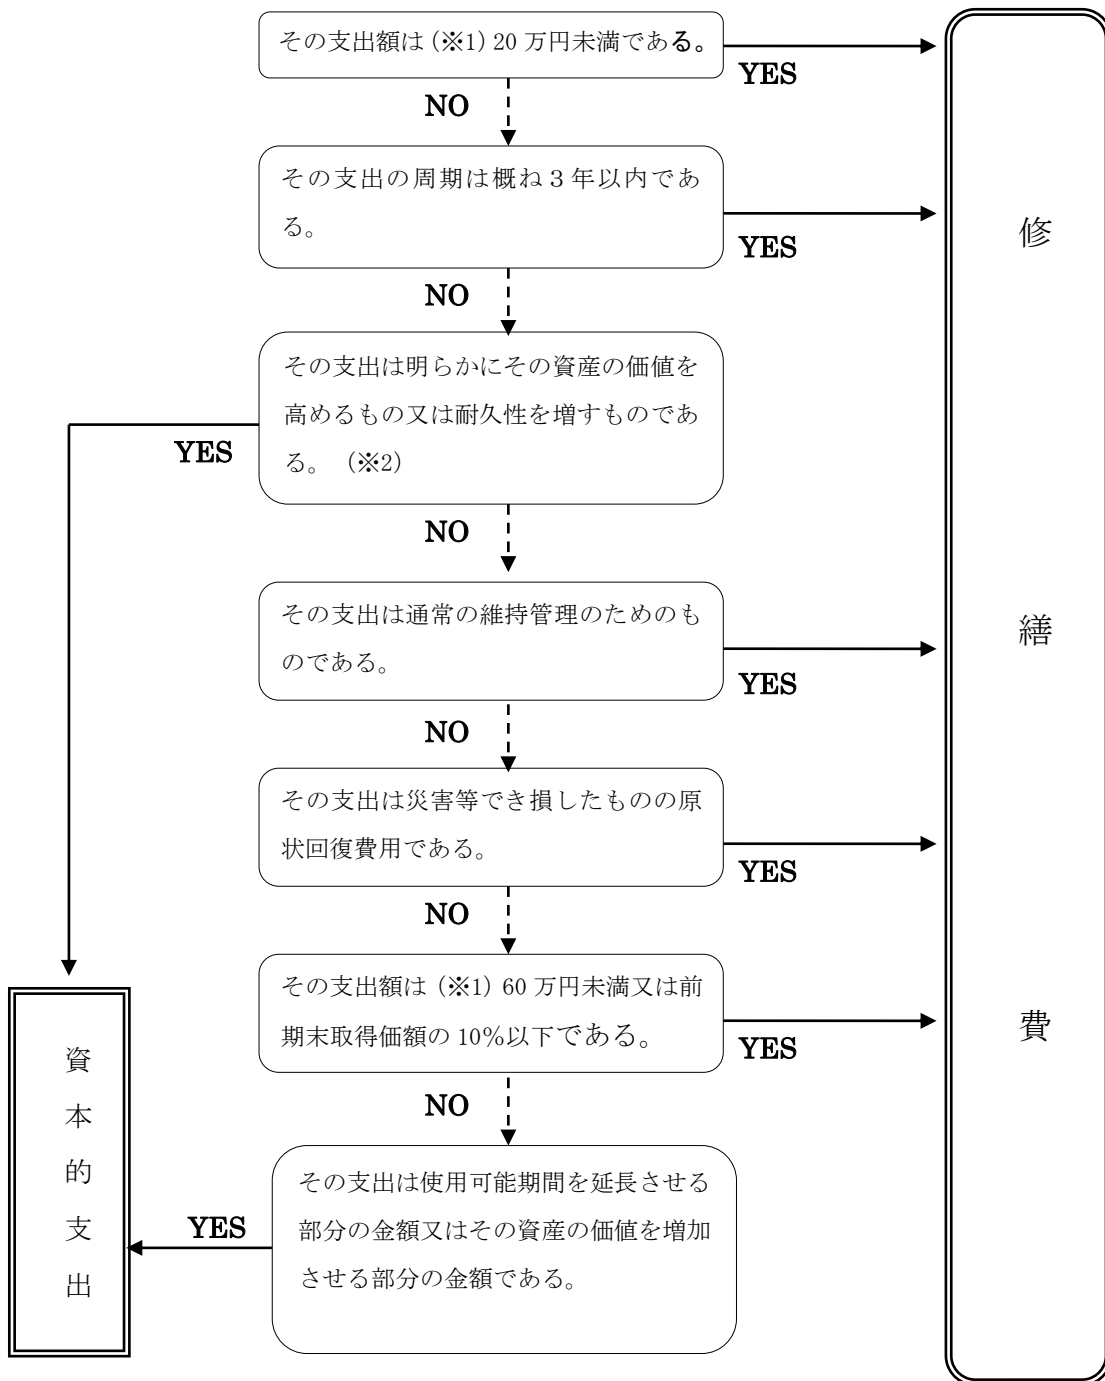 その支出額は(※1)20万円未満である。
YES
NO
その支出の周期は概ね3年以内であ
る。
YES
NO
その支出は明らかにその資産の価値を
高めるもの又は耐久性を増すものであ
る。(※2)
YES
NO
その支出は通常の維持管理のためのも
のである。
YES
NO
その支出は災害等でき損したものの原
状回復費用である。
YES
NO
その支出額は(※1)60万円未満又は前
期末取得価額の10%以下である。
YES
NO
その支出は使用可能期間を延長させる
部分の金額又はその資産の価値を増加
させる部分の金額である。
YES
資本的支出
修繕費